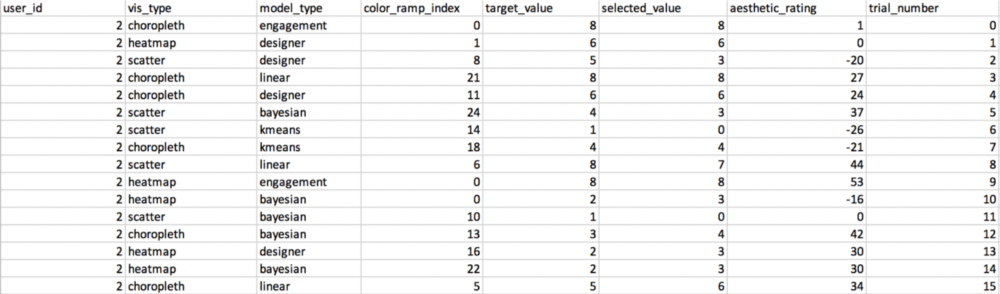 user_id vis_type model_type color_ramp_index target_value selected_value aesthetic_rating trial_number
2 choropleth engagement 0 8 8 1 0
2 heatmap designer 1 6 6 0 1
2 scatter designer 8 5 3 -20 2
2 choropleth linear 21 8 8 27 3
2 choropleth designer 11 6 6 24 4
2 scatter bayesian 24 4 3 37 5
2 scatter kmeans 14 1 0 -26 6
2 choropleth kmeans 18 4 4 -21 7
2 scatter linear 6 8 7 44 8
2 heatmap engagement 0 8 8 53 9
2 heatmap bayesian 0 2 3 -16 10
2 scatter bayesian 10 1 0 0 11
2 choropleth bayesian 13 3 4 42 12
2 heatmap designer 16 2 3 30 13
2 heatmap bayesian 22 2 3 30 14
2 choropleth linear 5 5 6 34 15